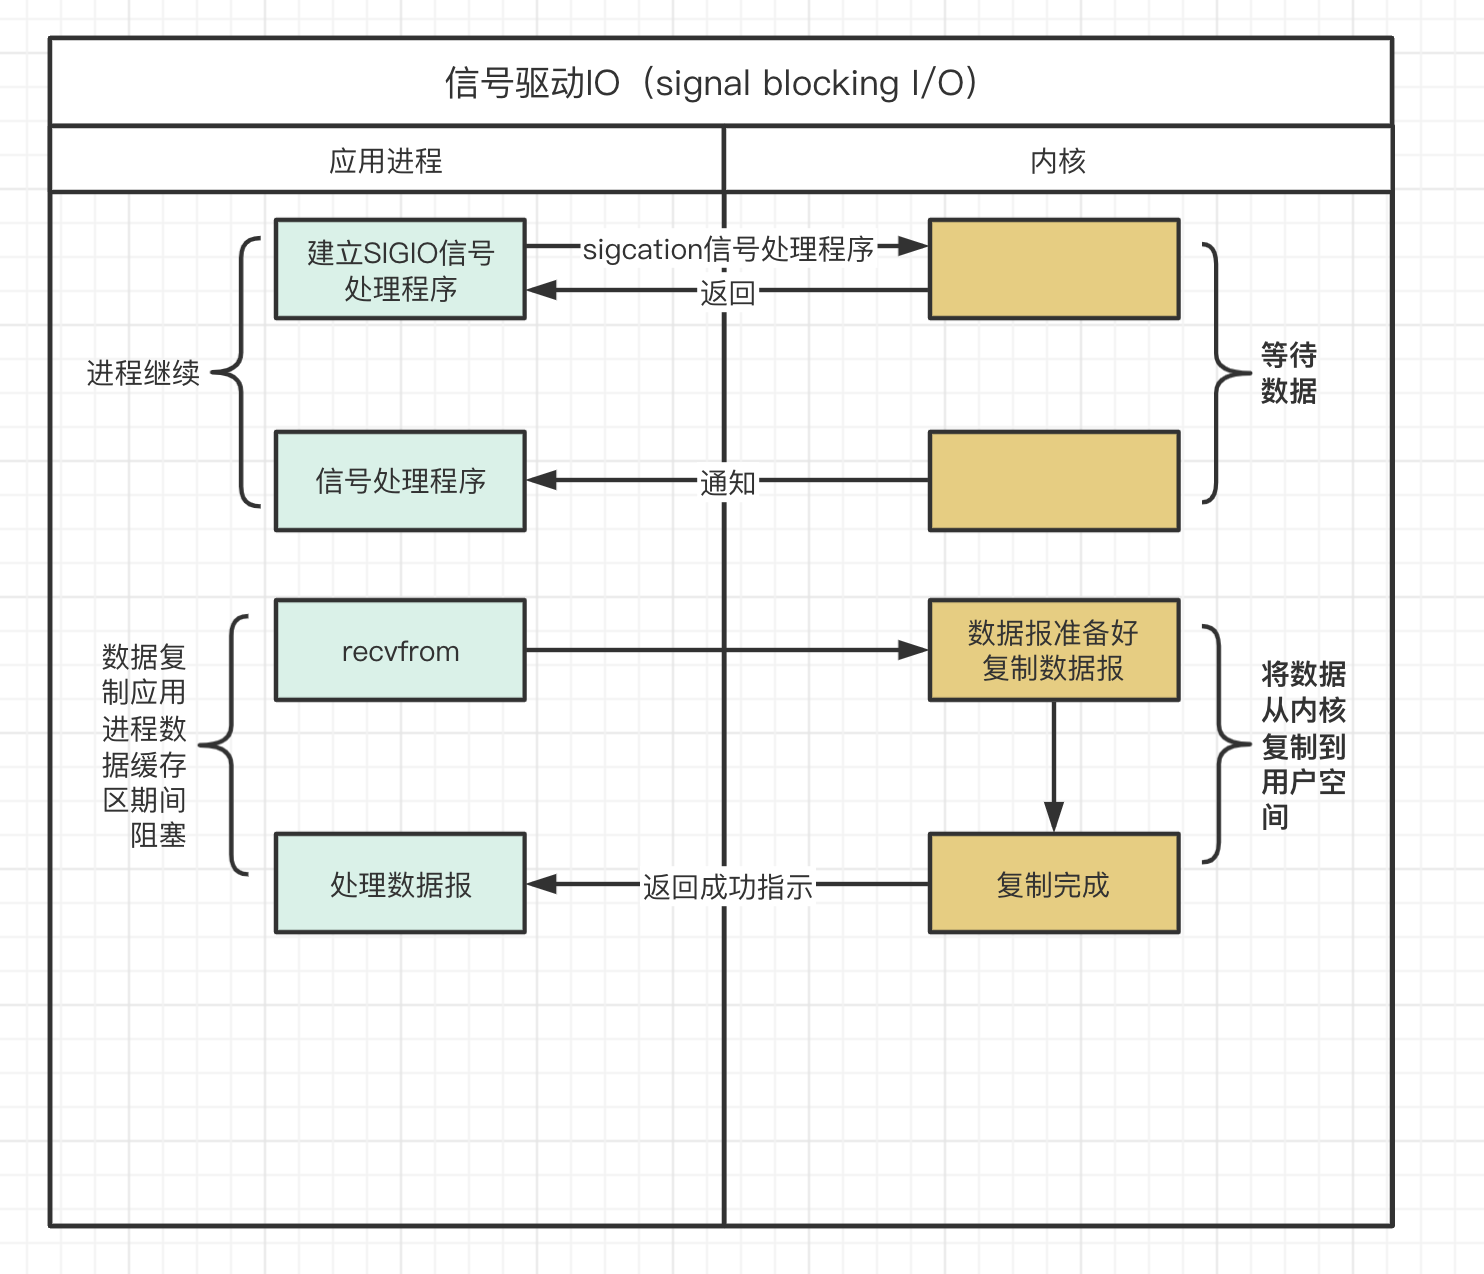 信号驱动IO（signal blocking I/O）
应用进程
内核
建立SIGIO信号
处理程序
sigcation信号处理程序
返回
进程继续
等待
数据
信号处理程序
通知
recvfrom
数据报准备好
复制数据报
数据复
制应用
进程数
据缓存
区期间
阻塞
将数据
从内核
复制到
用户空
间
处理数据报
返回成功指示
复制完成